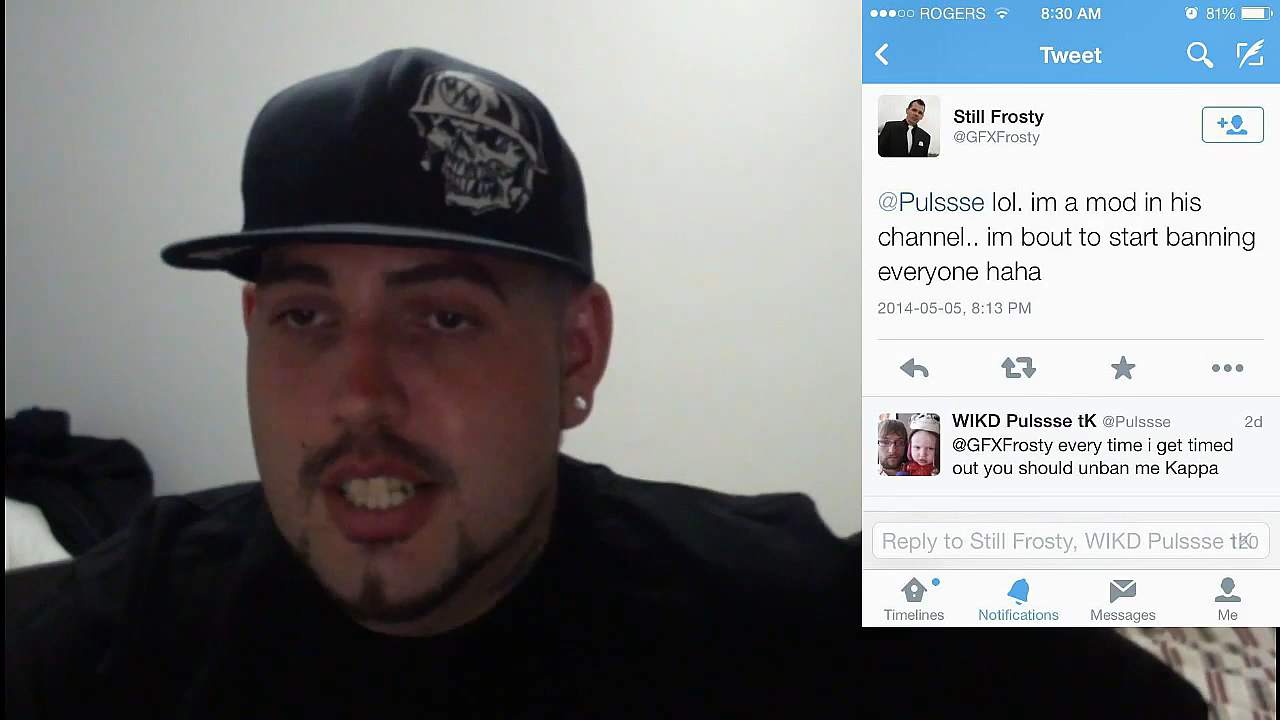 ROGERS 8:30 AM 81%
Tweet
Still Frosty
@GFXFrosty
@Pulssse lol. im a mod in his
channel.. im bout to start banning
everyone haha
2014-05-05, 8:13 PM
WIKD Pulssse tK @Pulssse 2d
@GFXFrosty every time i get timed
out you should unban me Kappa
Reply to Still Frosty, WIKD Pulssse tK
Timelines Notifications Messages Me